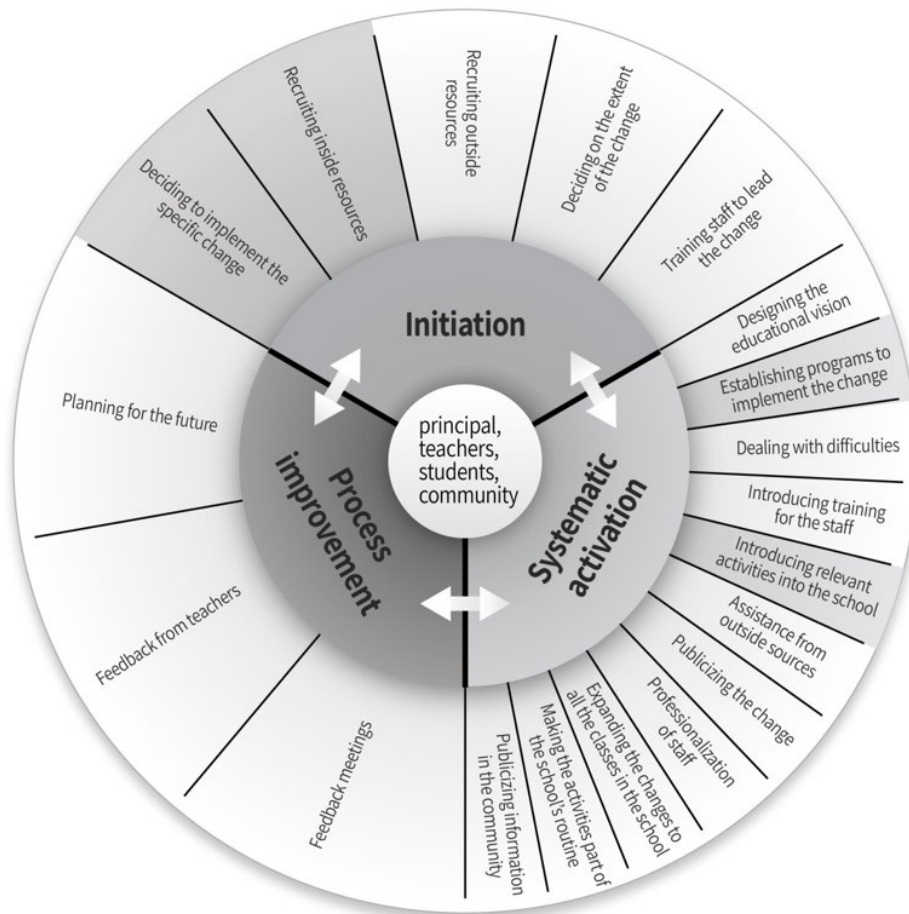 Deciding to implement the
specific change
Recruiting inside resources
Recruiting outside
resources
Deciding on the extent
of the change
Training staff to lead
the change
Designing the
educational vision
Establishing programs to
implement the change
Dealing with difficulties
Introducing training
for the staff
Introducing relevant
activities into the school
Assistance from
outside sources
Publicizing the change
Professionalization
of staff
Expanding the changes to
all the classes in the school
Making the activities part of
the school's routine
Publicizing information
in the community
Feedback meetings
Feedback from teachers
Planning for the future
Initiation
Systematic
activation
Process
improvement
principal,
teachers,
students,
community